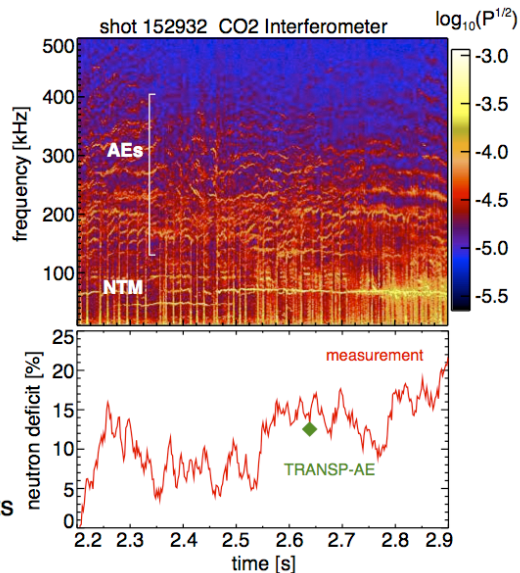 shot 152932 CO2 Interferometer
log10(P^1/2)
500
400
300
200
100
frequency [kHz]
AEs
NTM
-3.0
-3.5
-4.0
-4.5
-5.0
-5.5
25
20
15
10
5
0
neutron deficit [%]
measurement
TRANSP-AE
2.2 2.3 2.4 2.5 2.6 2.7 2.8 2.9
time [s]
ts